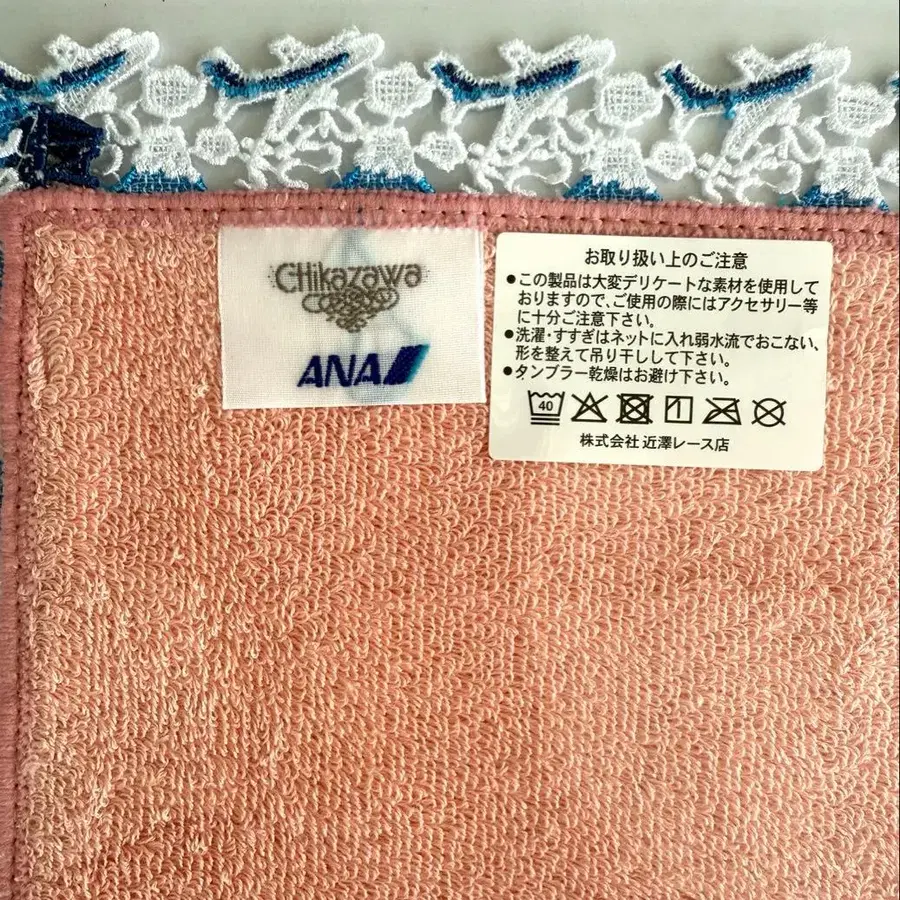 Chikazawa
ANA
お取り扱い上のご注意
●この製品は大変デリケートな素材を使用して
おりますので、ご使用の際にはアクセサリー等
に十分ご注意下さい。
●洗濯・すすぎはネットに入れ弱水流でおこない、
形を整えて吊り干しして下さい。
●タンブラー乾燥はお避け下さい。
40
株式会社 近澤レース店